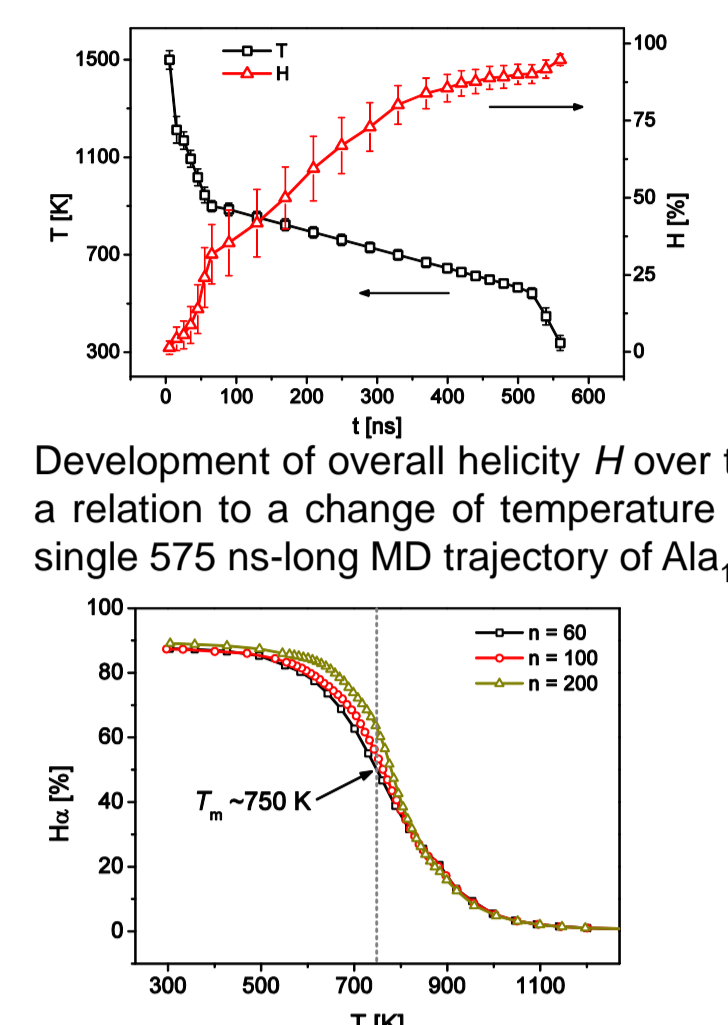 T
H
1500
1100
700
300
T [K]
100
75
50
25
0
H [%]
0 100 200 300 400 500 600
t [ns]
Development of overall helicity H over
a relation to a change of temperature
single 575 ns-long MD trajectory of Ala
100
80
60
40
20
0
Hα [%]
n = 60
n = 100
n = 200
Tm ~750 K
300 500 700 900 1100
T [K]